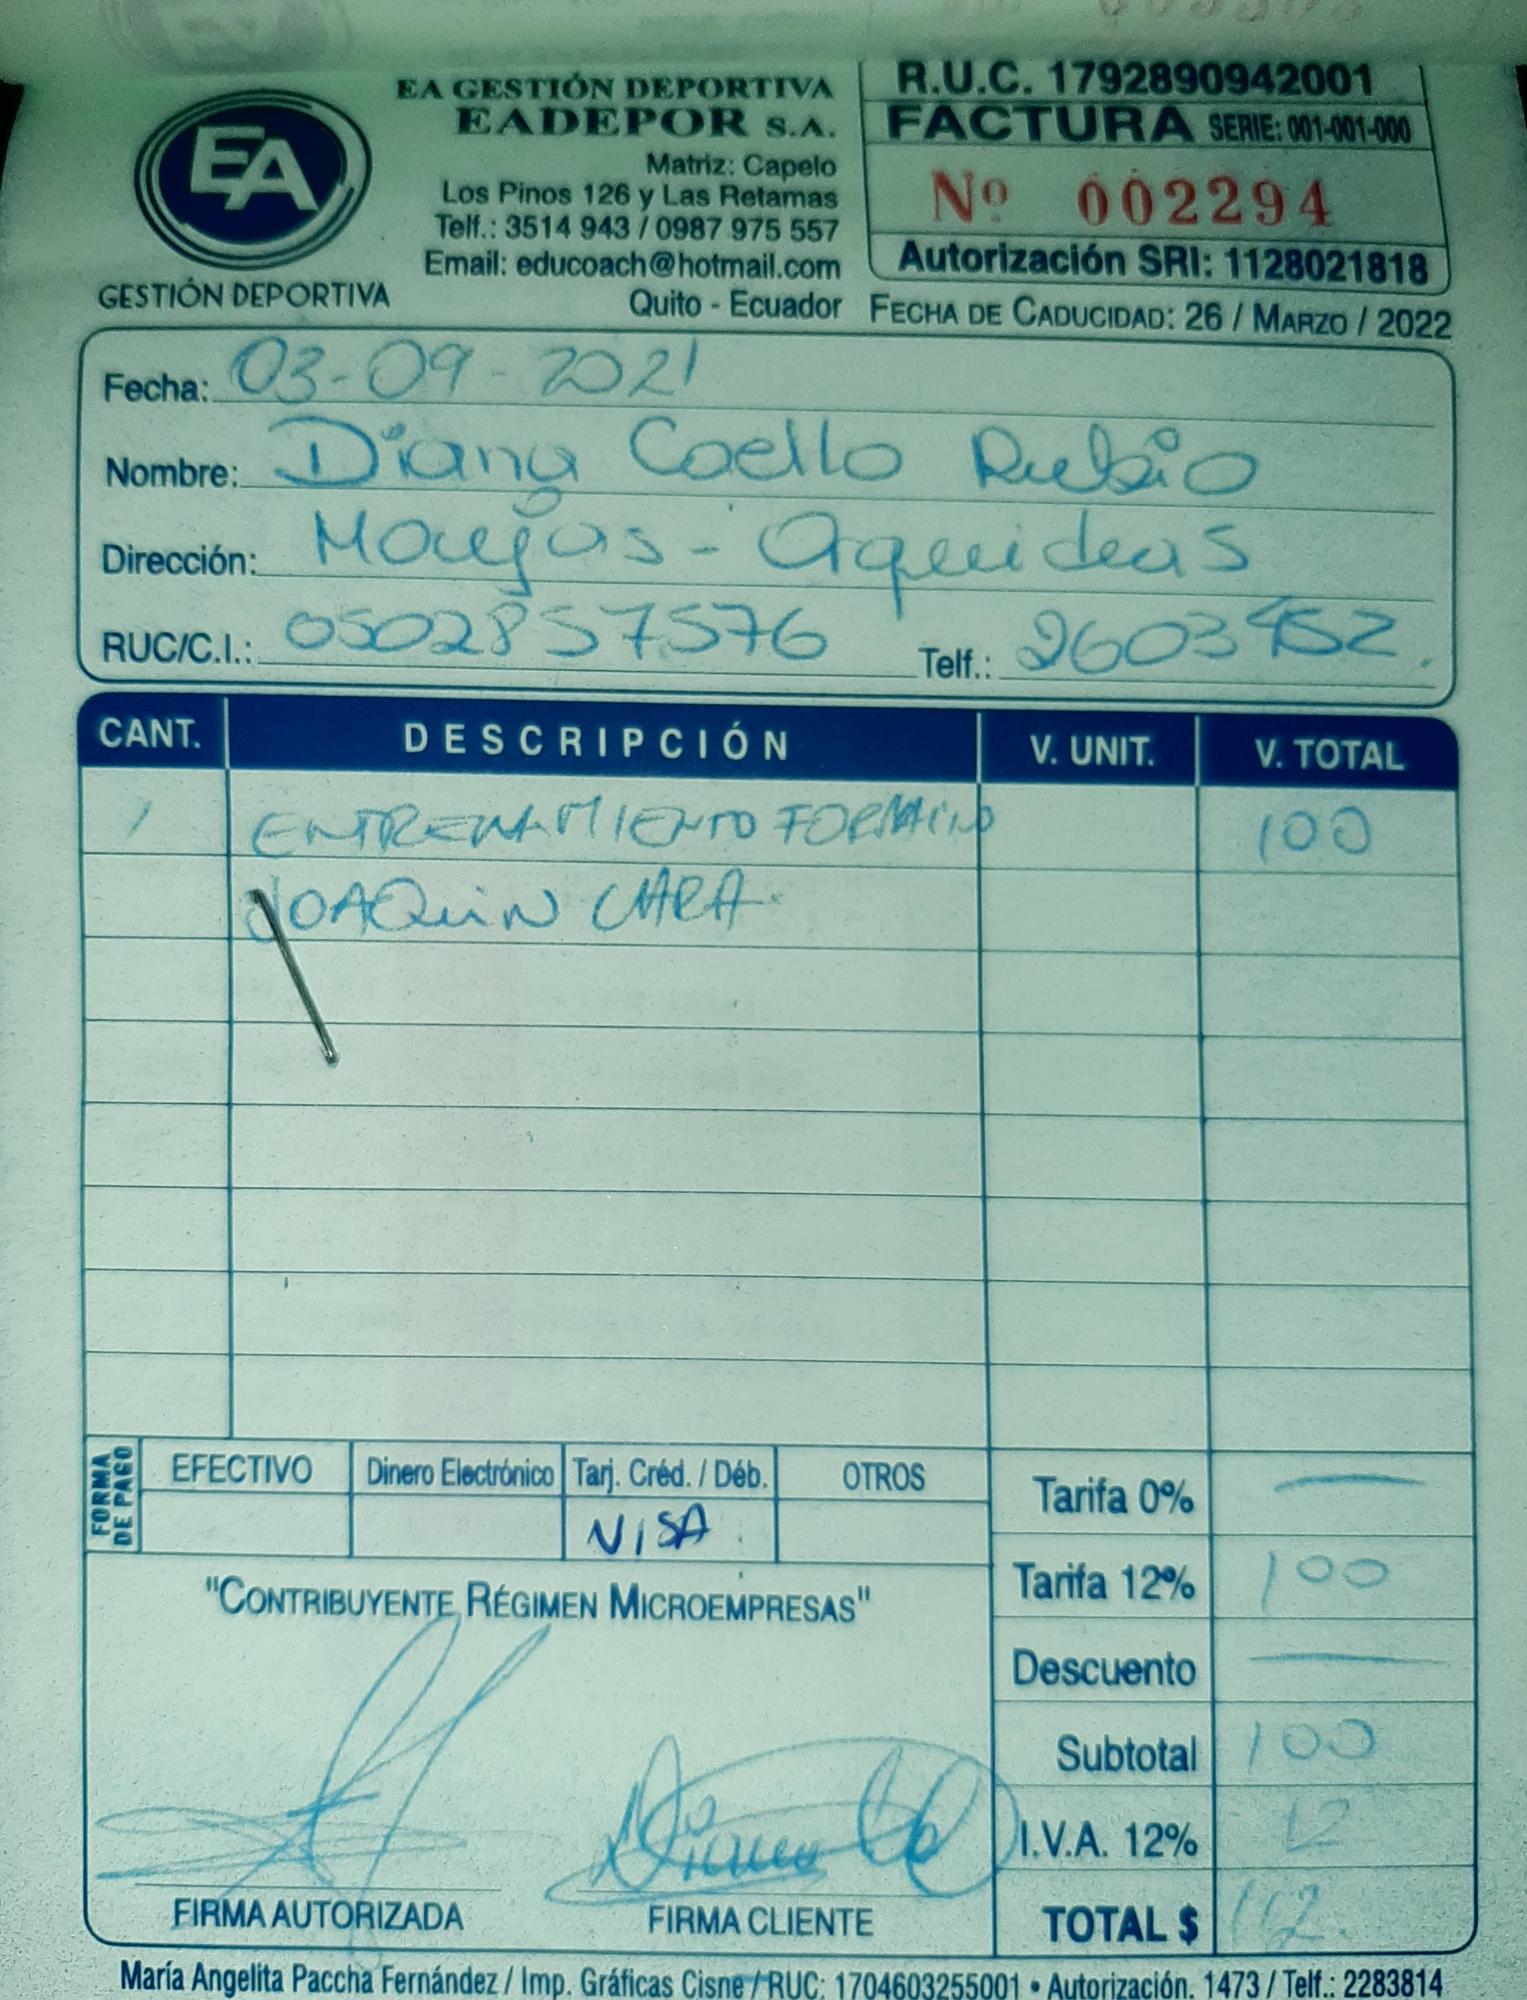 EA GESTIÓN DEPORTIVA
EADEPOR S.A.
Matriz: Capelo
Los Pinos 126 y Las Retamas
Telf.: 3514 943 / 0987 975 557
Email: educoach@hotmail.com
Quito - Ecuador
EA
GESTIÓN DEPORTIVA
R.U.C. 1792890942001
FACTURA SERIE: 001-001-000
Nº 002294
Autorización SRI: 1128021818
FECHA DE CADUCIDAD: 26 / MARZO / 2022
Fecha: 03-09-2021
Nombre: Diana Coello Rubio
Dirección: - Orquideas
RUC/C.I.: 0502857576 Telf.: 2603452.
CANT. DESCRIPCIÓN V. UNIT. V. TOTAL
1 ENTRENAMIENTO 100
JOAQUIN
FORMA DE PAGO
EFECTIVO Dinero Electrónico Tarj. Créd. / Déb. OTROS
VISA
"CONTRIBUYENTE RÉGIMEN MICROEMPRESAS"
Tarifa 0% —
Tarifa 12% 100
Descuento —
Subtotal 100
I.V.A. 12% 12
TOTAL $ 112.
FIRMA AUTORIZADA FIRMA CLIENTE
María Angelita Paccha Fernández / Imp. Gráficas Cisne / RUC: 1704603255001 • Autorización. 1473 / Telf.: 2283814